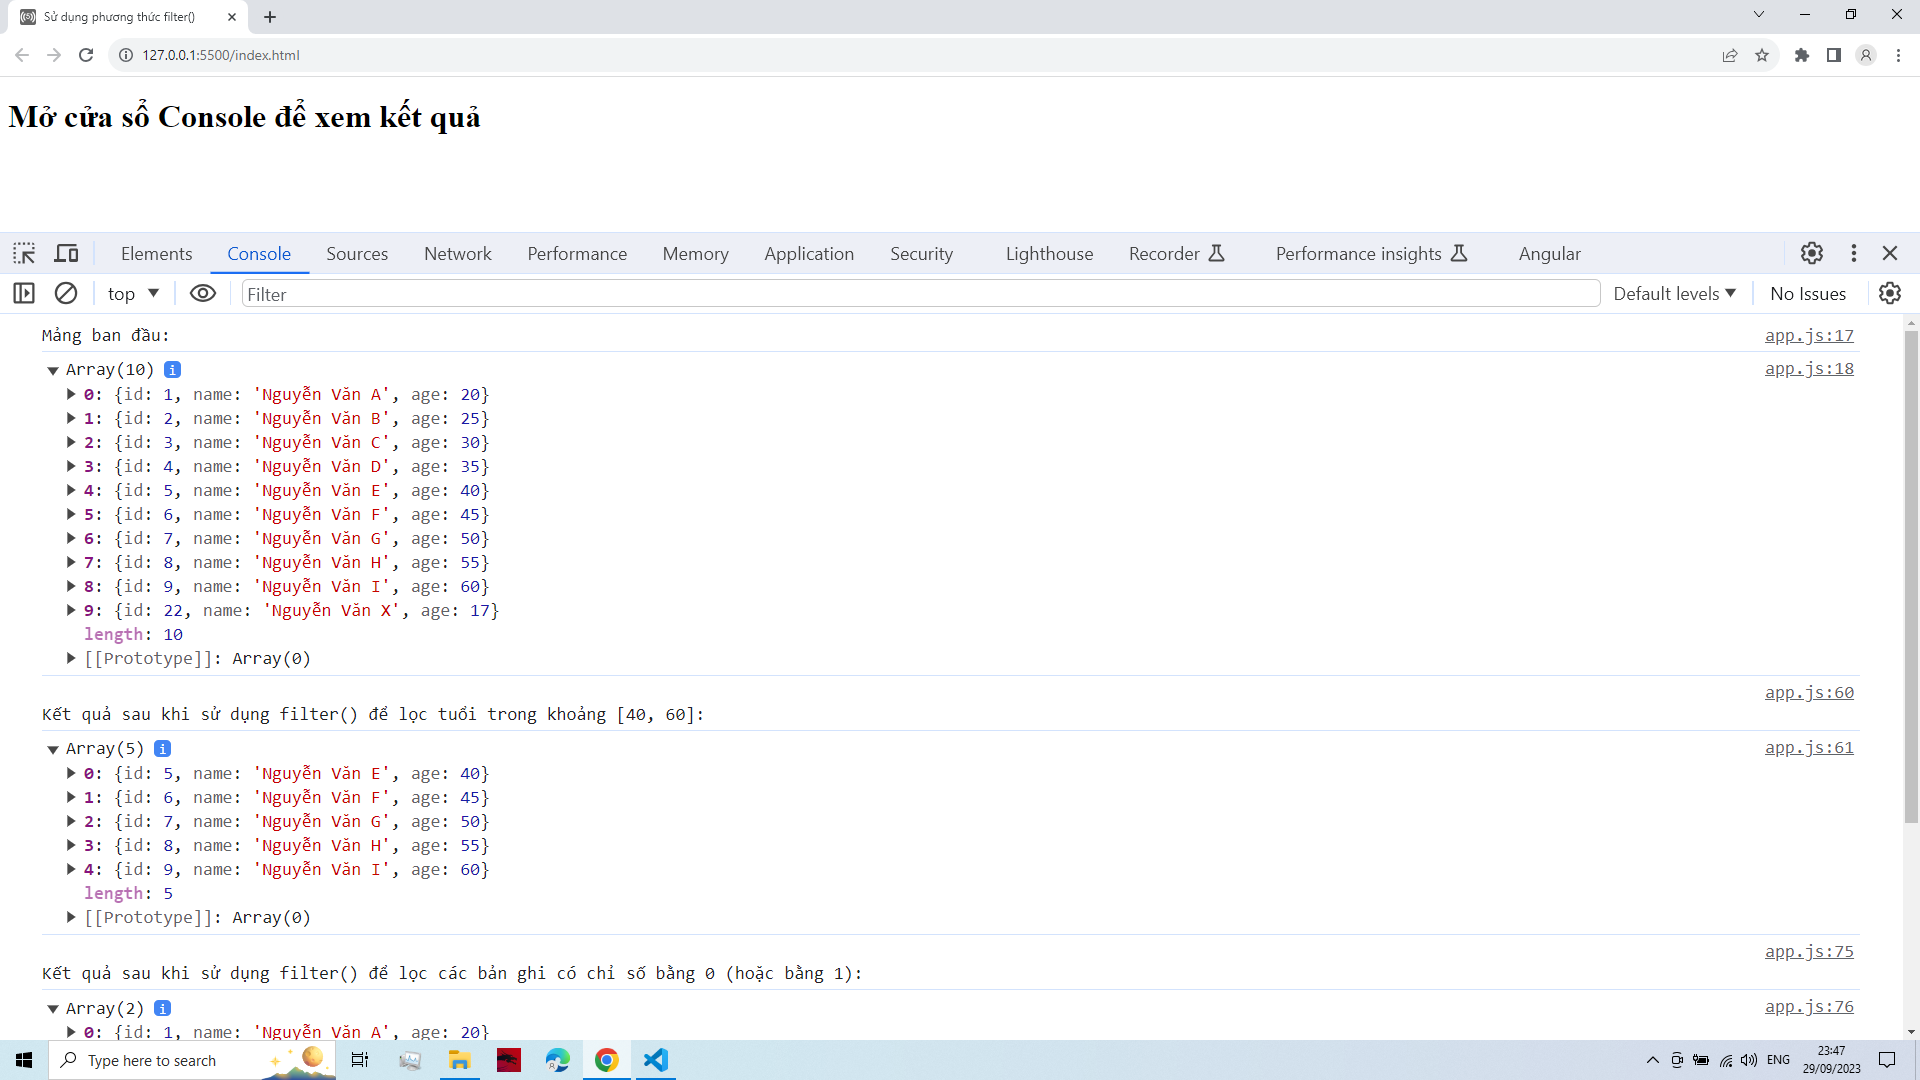 Sử dụng phương thức filter()
127.0.0.1:5500/index.html
Mở cửa sổ Console để xem kết quả
Elements Console Sources Network Performance Memory Application Security Lighthouse Recorder Performance insights Angular
top Filter Default levels No Issues
Mảng ban đầu: app.js:17
Array(10) i app.js:18
0: {id: 1, name: 'Nguyễn Văn A', age: 20}
1: {id: 2, name: 'Nguyễn Văn B', age: 25}
2: {id: 3, name: 'Nguyễn Văn C', age: 30}
3: {id: 4, name: 'Nguyễn Văn D', age: 35}
4: {id: 5, name: 'Nguyễn Văn E', age: 40}
5: {id: 6, name: 'Nguyễn Văn F', age: 45}
6: {id: 7, name: 'Nguyễn Văn G', age: 50}
7: {id: 8, name: 'Nguyễn Văn H', age: 55}
8: {id: 9, name: 'Nguyễn Văn I', age: 60}
9: {id: 22, name: 'Nguyễn Văn X', age: 17}
length: 10
[[Prototype]]: Array(0)
app.js:60
Kết quả sau khi sử dụng filter() để lọc tuổi trong khoảng [40, 60]:
Array(5) i app.js:61
0: {id: 5, name: 'Nguyễn Văn E', age: 40}
1: {id: 6, name: 'Nguyễn Văn F', age: 45}
2: {id: 7, name: 'Nguyễn Văn G', age: 50}
3: {id: 8, name: 'Nguyễn Văn H', age: 55}
4: {id: 9, name: 'Nguyễn Văn I', age: 60}
length: 5
[[Prototype]]: Array(0)
app.js:75
Kết quả sau khi sử dụng filter() để lọc các bản ghi có chỉ số bằng 0 (hoặc bằng 1):
Array(2) i app.js:76
0: {id: 1, name: 'Nguyễn Văn A', age: 20}
Type here to search ENG 23:47
29/09/2023